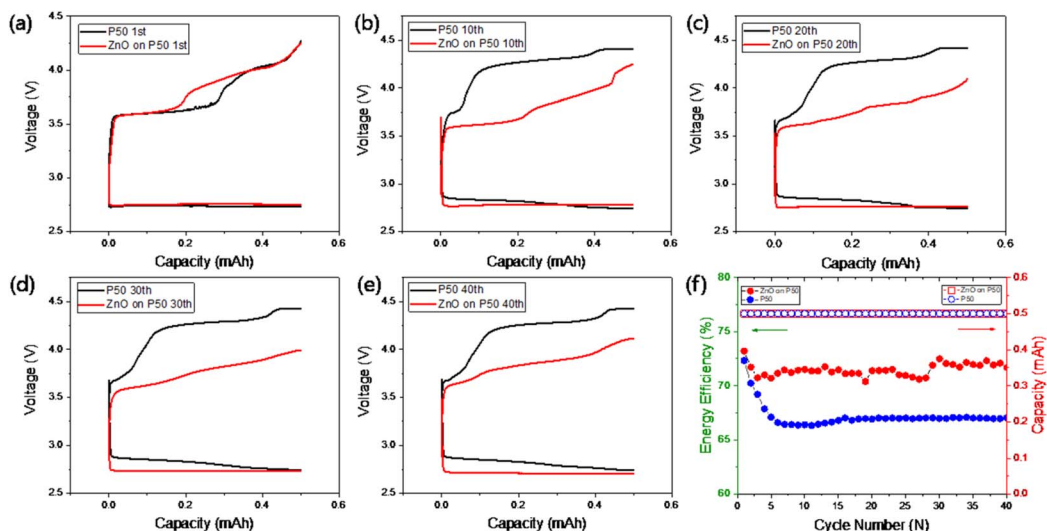 (a)
P50 1st
ZnO on P50 1st
4.5
4.0
3.5
3.0
2.5
Voltage (V)
0.0 0.2 0.4 0.6
Capacity (mAh)
(b)
P50 10th
ZnO on P50 10th
4.5
4.0
3.5
3.0
2.5
Voltage (V)
0.0 0.2 0.4 0.6
Capacity (mAh)
(c)
P50 20th
ZnO on P50 20th
4.5
4.0
3.5
3.0
2.5
Voltage (V)
0.0 0.2 0.4 0.6
Capacity (mAh)
(d)
P50 30th
ZnO on P50 30th
4.5
4.0
3.5
3.0
2.5
Voltage (V)
0.0 0.2 0.4 0.6
Capacity (mAh)
(e)
P50 40th
ZnO on P50 40th
4.5
4.0
3.5
3.0
2.5
Voltage (V)
0.0 0.2 0.4 0.6
Capacity (mAh)
(f)
ZnO on P50
P50
ZnO on P50
P50
80
75
70
65
60
Energy Efficiency (%)
0.6
0.5
0.4
0.3
0.2
0.1
0.0
Capacity (mAh)
0 5 10 15 20 25 30 35 40
Cycle Number (N)